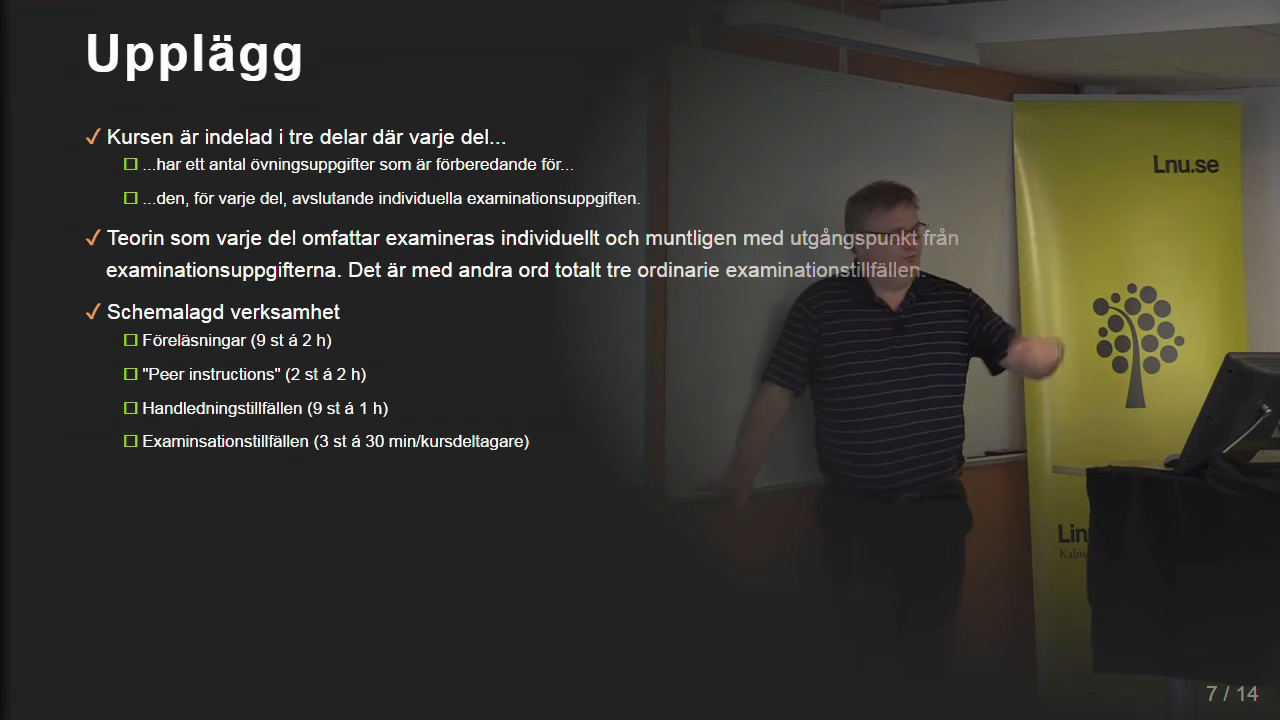 Upplägg
Kursen är indelad i tre delar där varje del...
...har ett antal övningsuppgifter som är förberedande för...
...den, för varje del, avslutande individuella examinationsuppgiften.
Teorin som varje del omfattar examineras individuellt och muntligen med utgångspunkt från
examinationsuppgifterna. Det är med andra ord totalt tre ordinarie examinationstillfällen.
Schemalagd verksamhet
Föreläsningar (9 st á 2 h)
"Peer instructions" (2 st á 2 h)
Handledningstillfällen (9 st á 1 h)
Examinsationstillfällen (3 st á 30 min/kursdeltagare)
Lnu.se
7 / 14